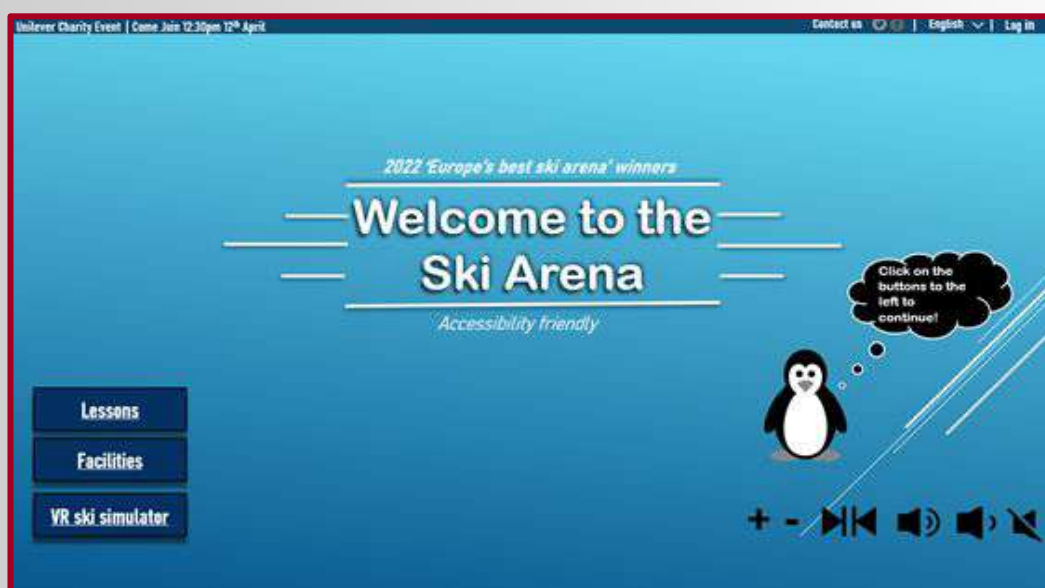 Unilever Charity Event | Come Join 12:30pm 12th April
Contact us | English | Log in
2022 'Europe's best ski arena' winners
Welcome to the
Ski Arena
Accessibility friendly
Click on the
buttons to the
left to
continue!
Lessons
Facilities
VR ski simulator
+ -